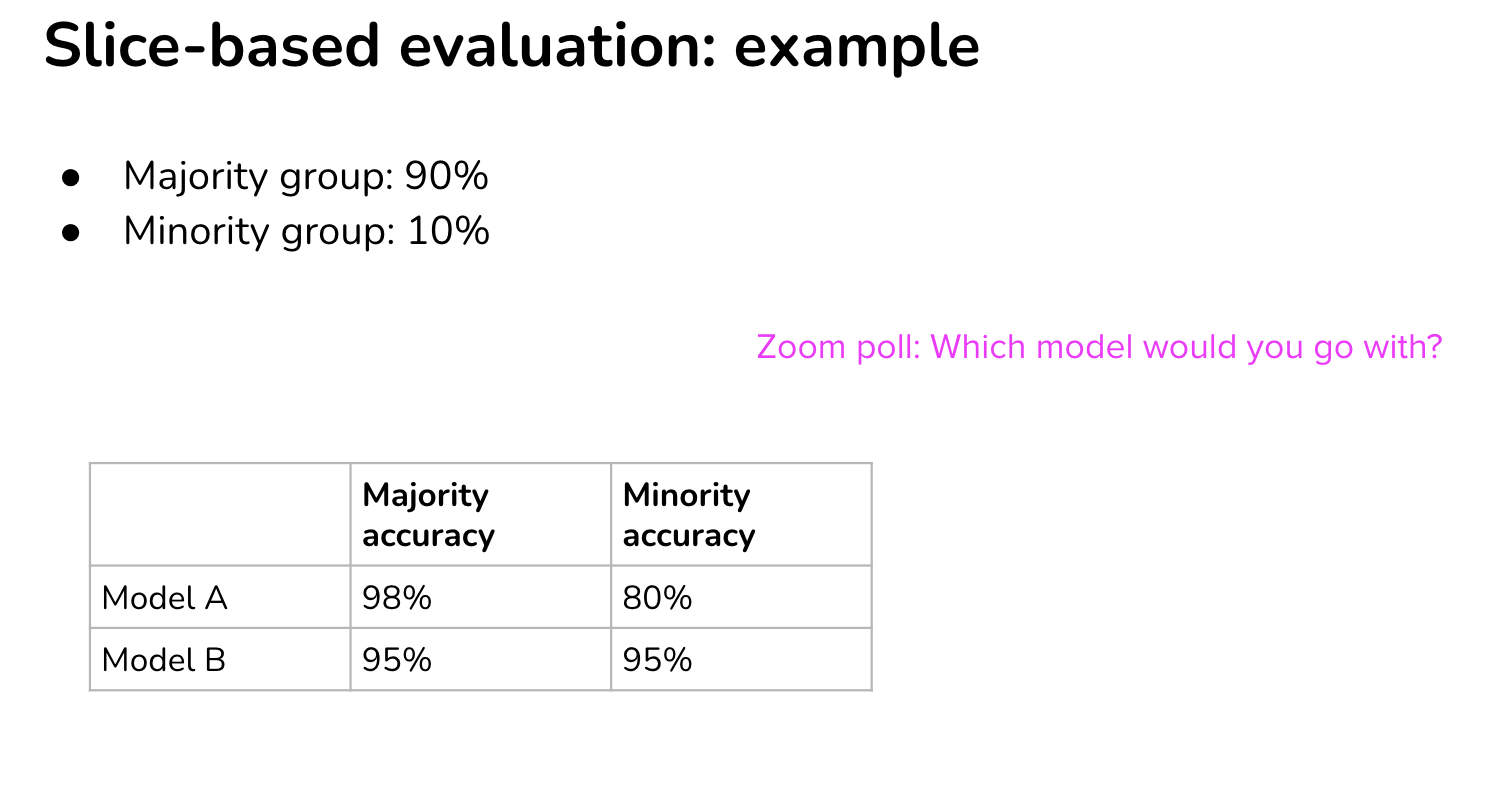 Slice-based evaluation: example
● Majority group: 90%
● Minority group: 10%
Zoom poll: Which model would you go with?
Majority accuracy Minority accuracy
Model A 98% 80%
Model B 95% 95%